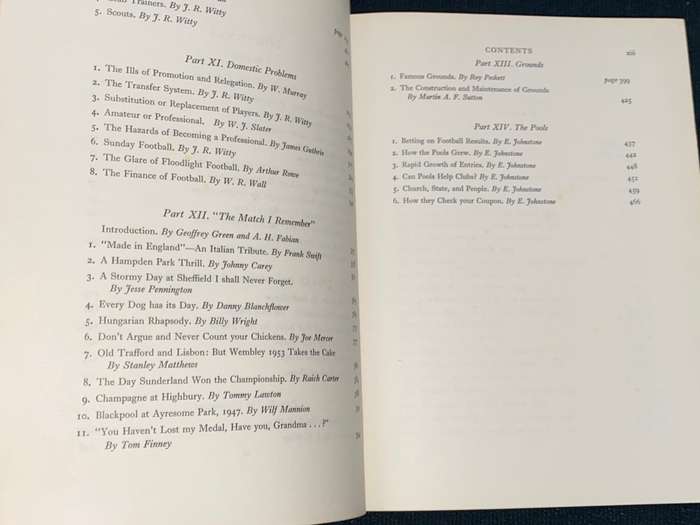 Trainers. By J. R. Witty
5. Scouts. By J. R. Witty
Part XI. Domestic Problems
1. The Ills of Promotion and Relegation. By W. Murray
2. The Transfer System. By J. R. Witty
3. Substitution or Replacement of Players. By J. R. Witty
4. Amateur or Professional. By W. J. Slater
5. The Hazards of Becoming a Professional. By James Guthrie
6. Sunday Football. By J. R. Witty
7. The Glare of Floodlight Football. By Arthur Rowe
8. The Finance of Football. By W. R. Wall
Part XII. "The Match I Remember"
Introduction. By Geoffrey Green and A. H. Fabian
1. "Made in England"—An Italian Tribute. By Frank Swift
2. A Hampden Park Thrill. By Johnny Carey
3. A Stormy Day at Sheffield I shall Never Forget.
By Jesse Pennington
4. Every Dog has its Day. By Danny Blanchflower
5. Hungarian Rhapsody. By Billy Wright
6. Don't Argue and Never Count your Chickens. By Joe Mercer
7. Old Trafford and Lisbon: But Wembley 1953 Takes the Cake
By Stanley Matthews
8. The Day Sunderland Won the Championship. By Raich Carter
9. Champagne at Highbury. By Tommy Lawton
10. Blackpool at Ayresome Park, 1947. By Wilf Mannion
11. "You Haven't Lost my Medal, Have you, Grandma . . .?"
By Tom Finney
CONTENTS xiii
Part XIII. Grounds
1. Famous Grounds. By Roy Peskett page 399
2. The Construction and Maintenance of Grounds
By Martin A. F. Sutton 425
Part XIV. The Pools
1. Betting on Football Results. By E. Johnstone 437
2. How the Pools Grew. By E. Johnstone 442
3. Rapid Growth of Entries. By E. Johnstone 448
4. Can Pools Help Clubs? By E. Johnstone 452
5. Church, State, and People. By E. Johnstone 459
6. How they Check your Coupon. By E. Johnstone 466